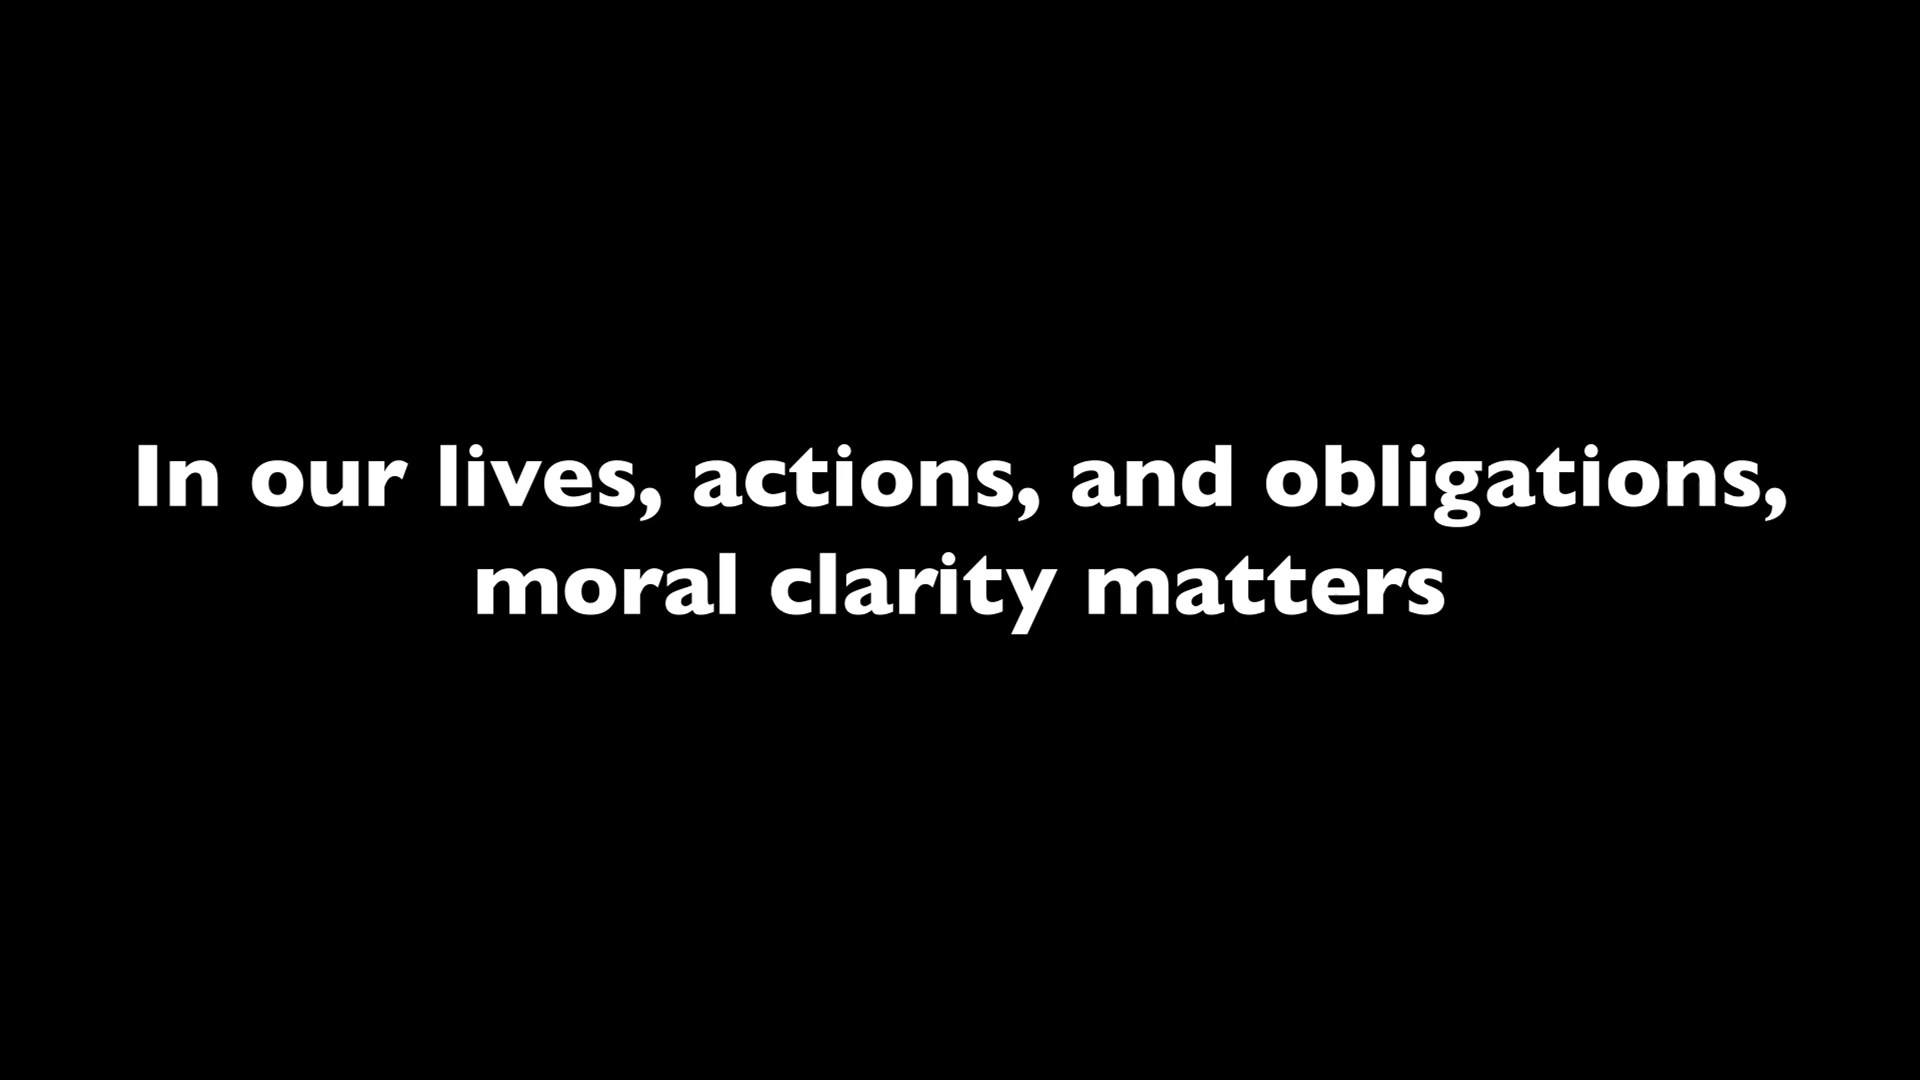 In our lives, actions, and obligations,
moral clarity matters